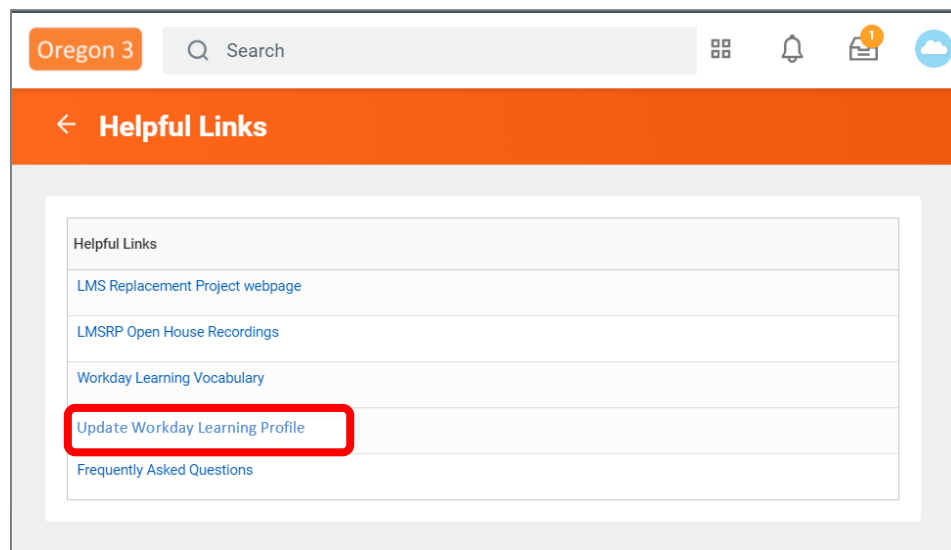 Oregon 3
Search
1
Helpful Links
Helpful Links
LMS Replacement Project webpage
LMSRP Open House Recordings
Workday Learning Vocabulary
Update Workday Learning Profile
Frequently Asked Questions